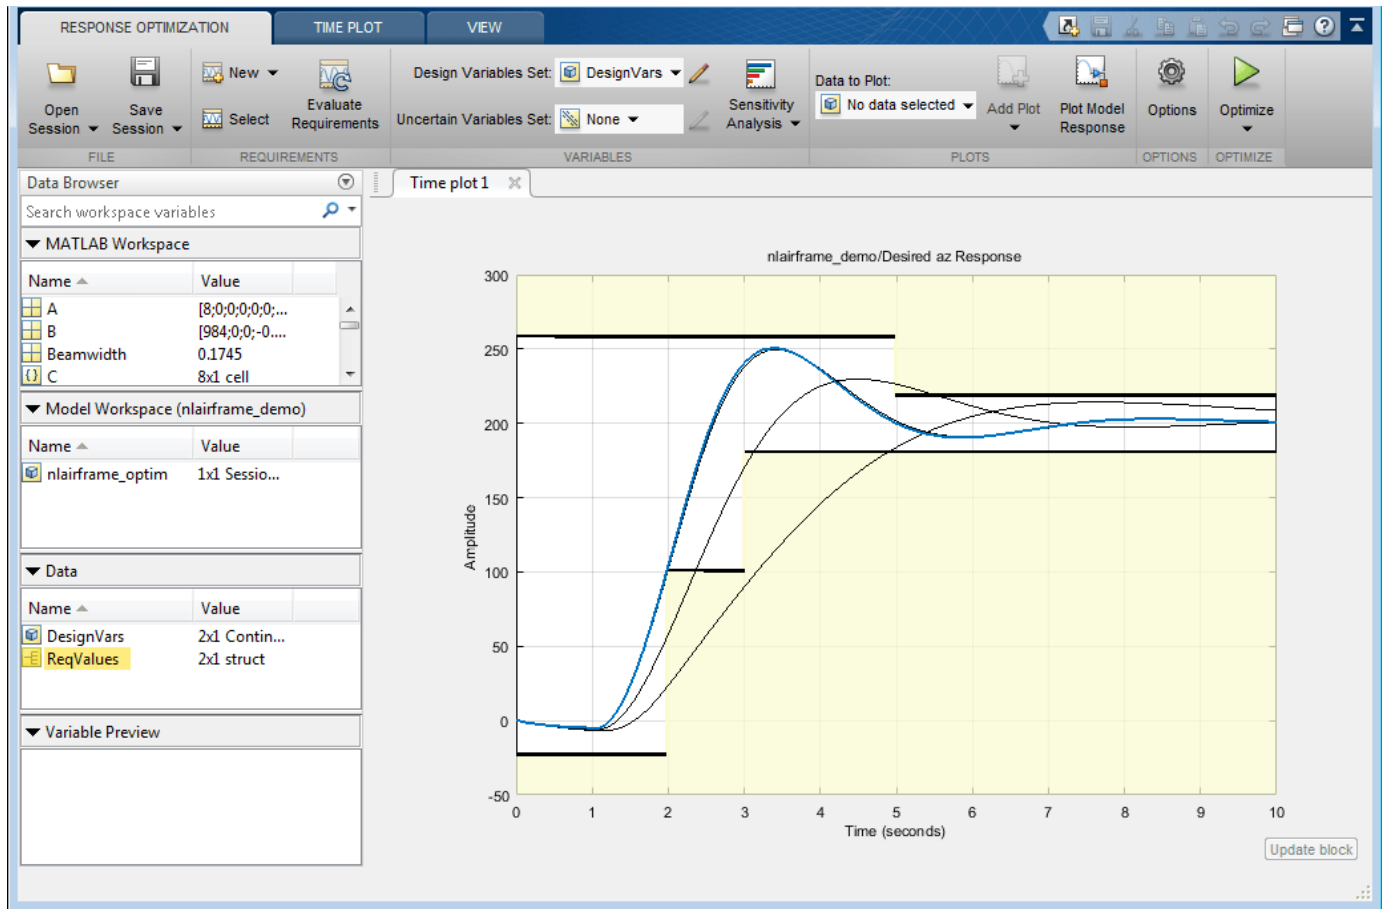 RESPONSE OPTIMIZATION TIME PLOT VIEW
Open Session Save Session
New
Select
Evaluate Requirements
Design Variables Set: DesignVars
Uncertain Variables Set: None
Sensitivity Analysis
Data to Plot:
No data selected
Add Plot
Plot Model Response
Options
Optimize
FILE REQUIREMENTS VARIABLES PLOTS OPTIONS OPTIMIZE
Data Browser
Search workspace variables
MATLAB Workspace
Name Value
A [8;0;0;0;0;0;...
B [984;0;0;-0....
Beamwidth 0.1745
C 8x1 cell
Model Workspace (nlairframe_demo)
Name Value
nlairframe_optim 1x1 Sessio...
Data
Name Value
DesignVars 2x1 Contin...
ReqValues 2x1 struct
Variable Preview
Time plot 1
nlairframe_demo/Desired az Response
300
250
200
150
100
50
0
-50
Amplitude
0 1 2 3 4 5 6 7 8 9 10
Time (seconds)
Update block